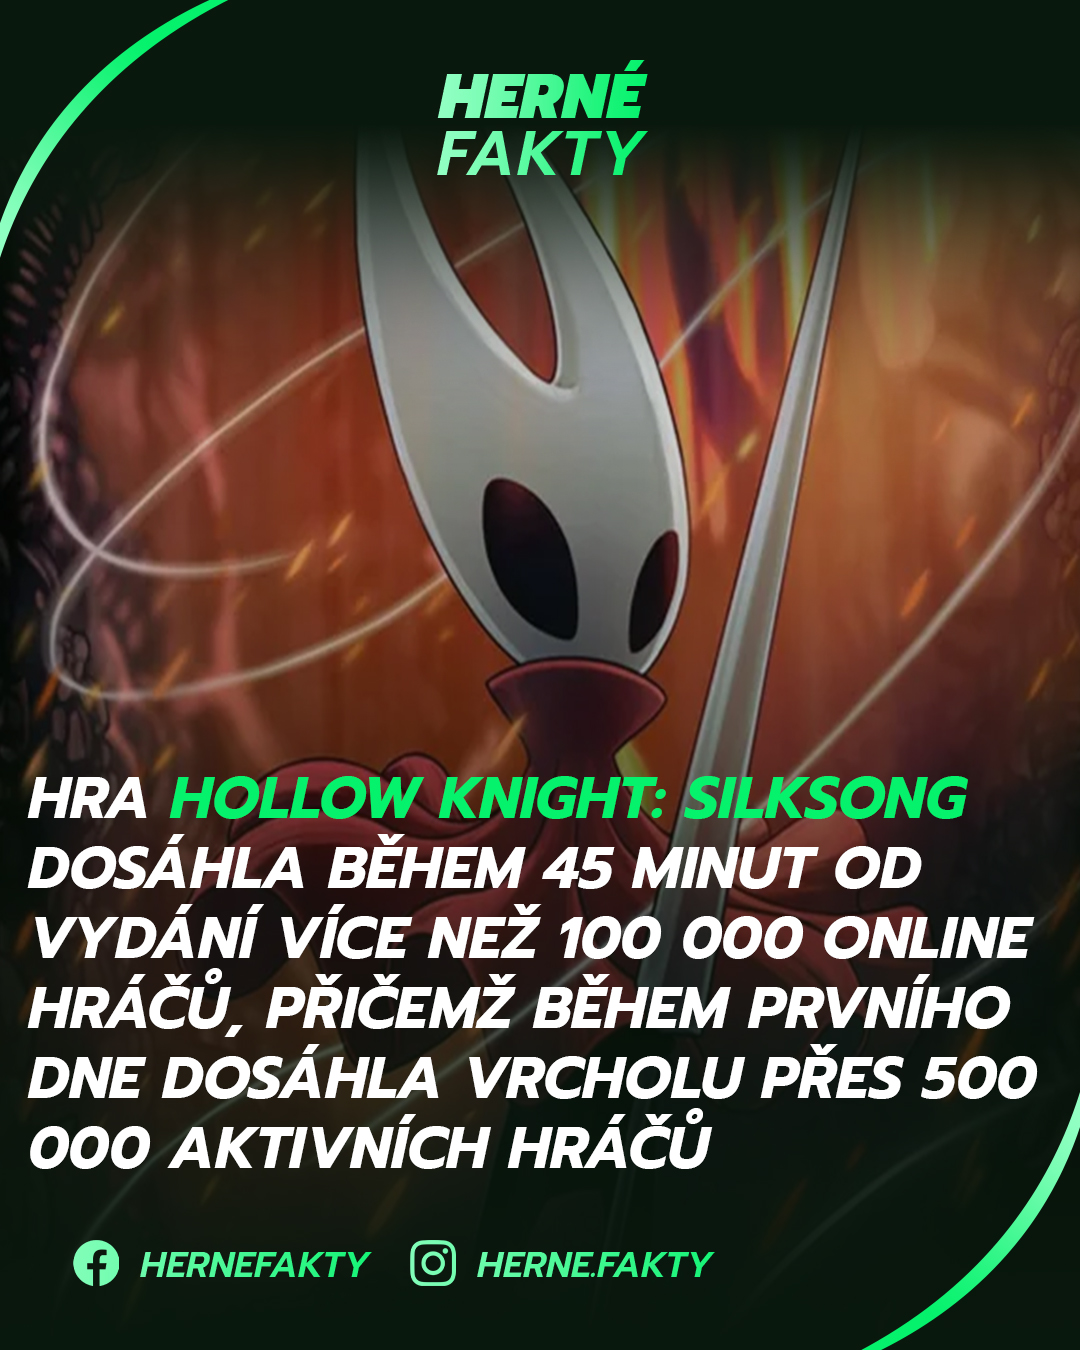 HERNÉ
FAKTY
HRA HOLLOW KNIGHT: SILKSONG
DOSÁHLA BĚHEM 45 MINUT OD
VYDÁNÍ VÍCE NEŽ 100 000 ONLINE
HRÁČŮ, PŘIČEMŽ BĚHEM PRVNÍHO
DNE DOSÁHLA VRCHOLU PŘES 500
000 AKTIVNÍCH HRÁČŮ
HERNEFAKTY HERNE.FAKTY